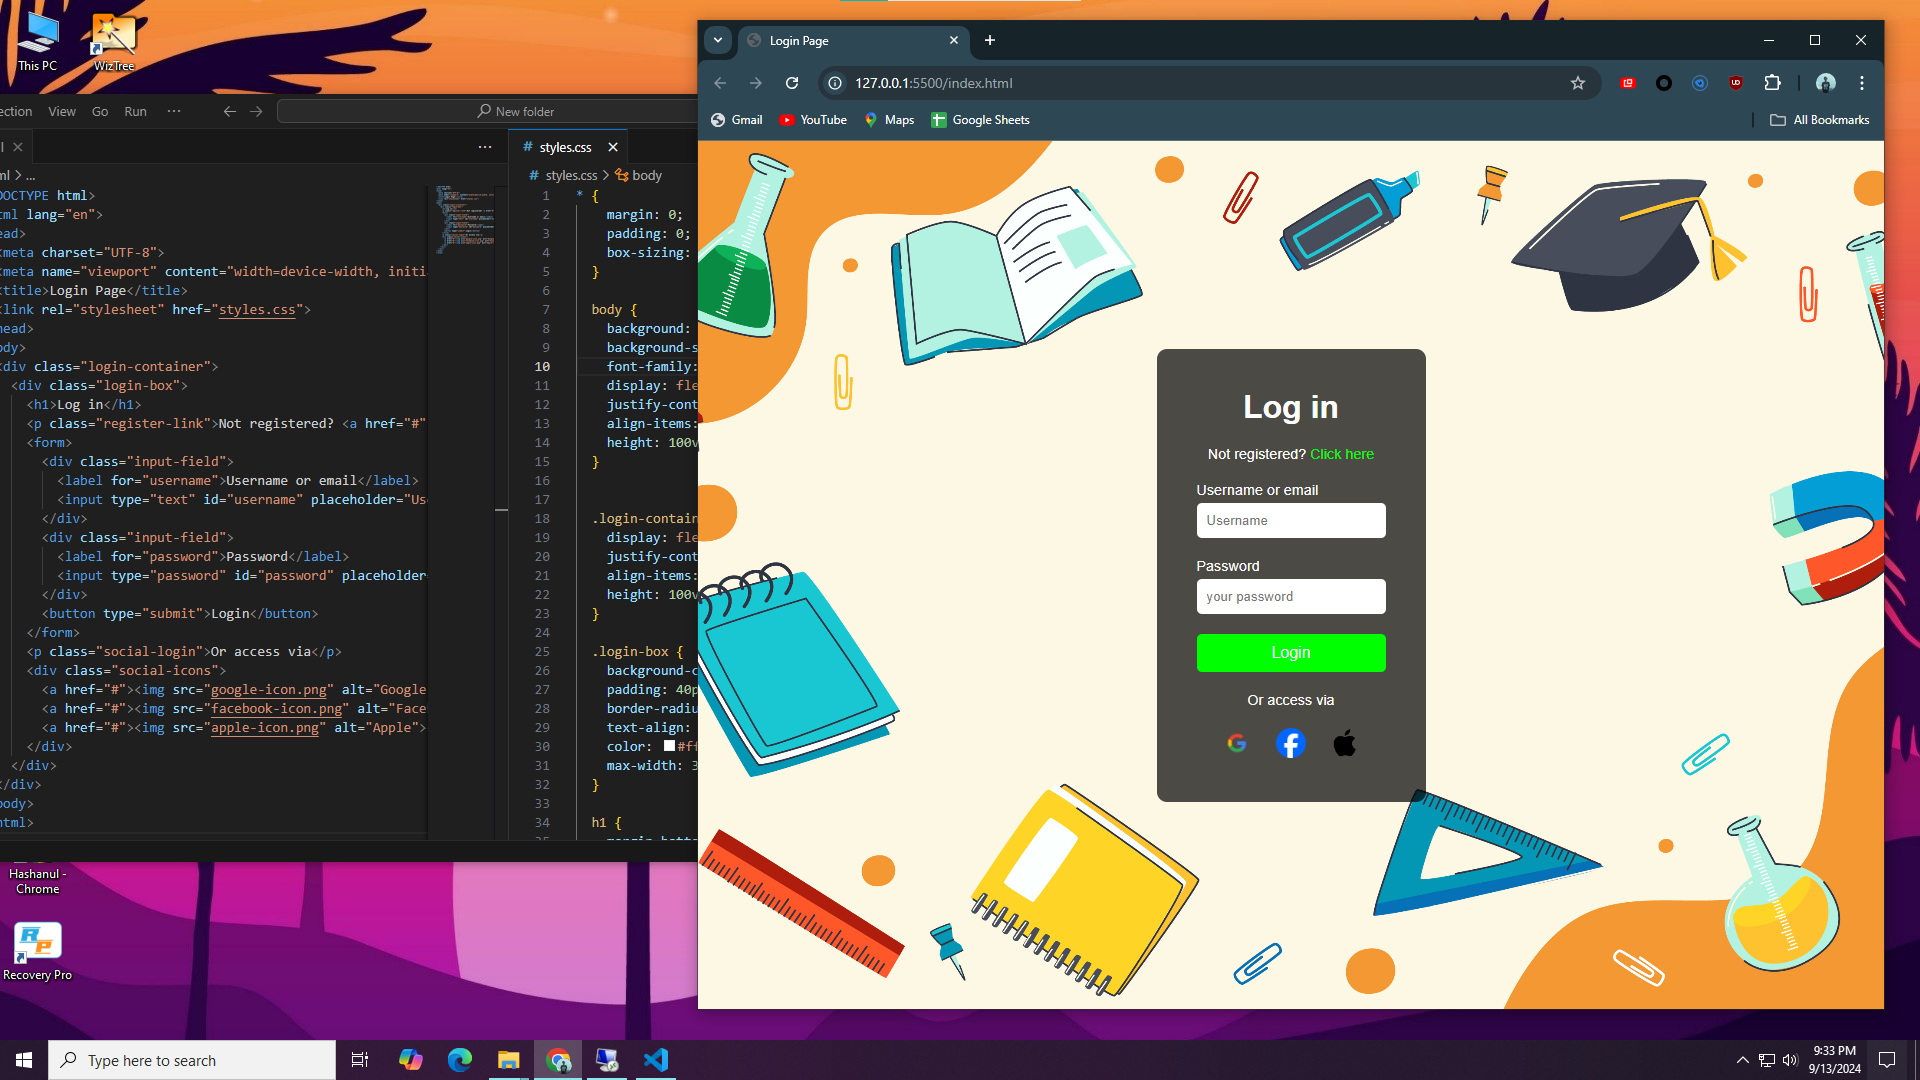 This PC
WizTree
ection View Go Run ···
New folder
styles.css
styles.css > body
ml > ...
DOCTYPE html>
tml lang="en">
ead>
<meta charset="UTF-8">
<meta name="viewport" content="width=device-width, initia
<title>Login Page</title>
<link rel="stylesheet" href="styles.css">
head>
ody>
<div class="login-container">
<div class="login-box">
<h1>Log in</h1>
<p class="register-link">Not registered? <a href="#"
<form>
<div class="input-field">
<label for="username">Username or email</label>
<input type="text" id="username" placeholder="Us
</div>
<div class="input-field">
<label for="password">Password</label>
<input type="password" id="password" placeholder
</div>
<button type="submit">Login</button>
</form>
<p class="social-login">Or access via</p>
<div class="social-icons">
<a href="#"><img src="google-icon.png" alt="Google
<a href="#"><img src="facebook-icon.png" alt="Face
<a href="#"><img src="apple-icon.png" alt="Apple">
</div>
</div>
</div>
body>
html>
1 * {
2 margin: 0;
3 padding: 0;
4 box-sizing:
5 }
6
7 body {
8 background:
9 background-s
10 font-family:
11 display: fle
12 justify-cont
13 align-items:
14 height: 100v
15 }
16
17
18 .login-contain
19 display: fle
20 justify-cont
21 align-items:
22 height: 100v
23 }
24
25 .login-box {
26 background-c
27 padding: 40p
28 border-radiu
29 text-align:
30 color: #ff
31 max-width: 3
32 }
33
34 h1 {
35 margin-botto
Login Page
127.0.0.1:5500/index.html
Gmail YouTube Maps Google Sheets All Bookmarks
Log in
Not registered? Click here
Username or email
Username
Password
your password
Login
Or access via
Hashanul -
Chrome
RP
Recovery Pro
Type here to search
9:33 PM
9/13/2024